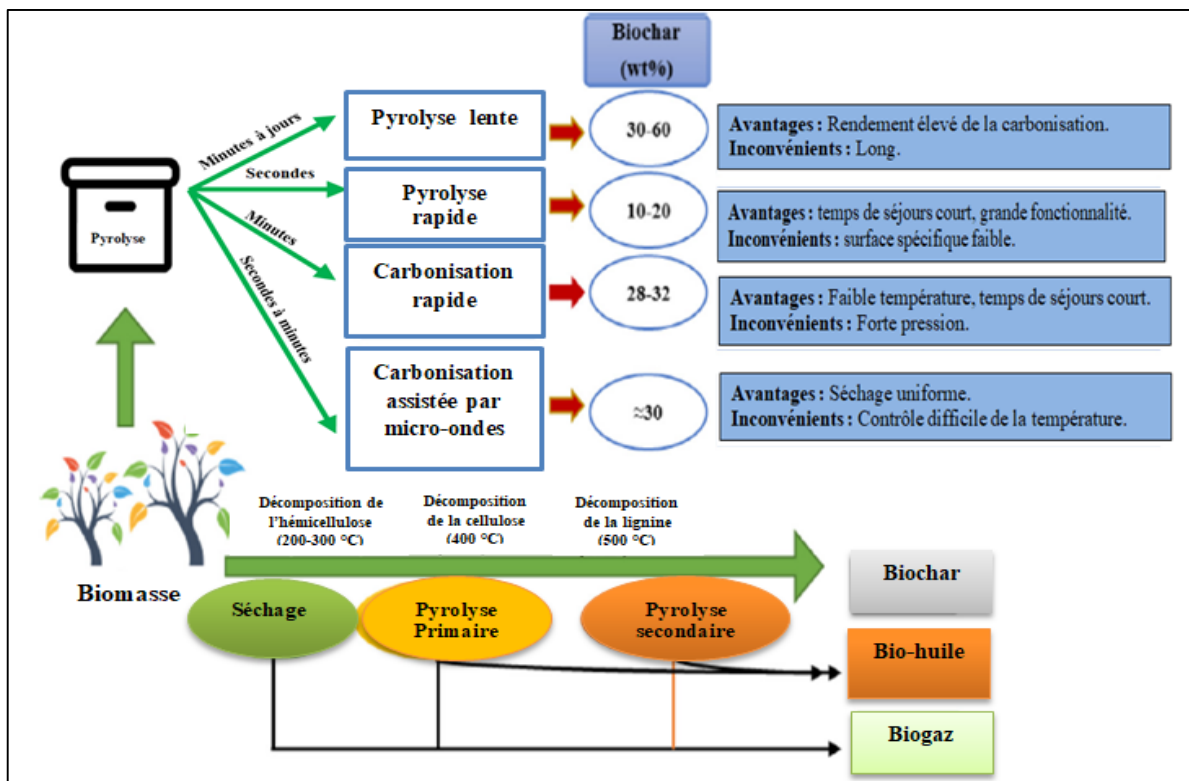 Biochar
(wt%)
Minutes à jours
Pyrolyse lente
30-60
Avantages : Rendement élevé de la carbonisation.
Inconvénients : Long.
Secondes
Pyrolyse
rapide
10-20
Avantages : temps de séjours court, grande fonctionnalité.
Inconvénients : surface spécifique faible.
Pyrolyse
Minutes
Carbonisation
rapide
28-32
Avantages : Faible température, temps de séjours court.
Inconvénients : Forte pression.
Secondes à minutes
Carbonisation
assistée par
micro-ondes
≈30
Avantages : Séchage uniforme.
Inconvénients : Contrôle difficile de la température.
Biomasse
Décomposition de
l'hémicellulose
(200-300 °C)
Décomposition
de la cellulose
(400 °C)
Décomposition
de la lignine
(500 °C)
Séchage
Pyrolyse
Primaire
Pyrolyse
secondaire
Biochar
Bio-huile
Biogaz